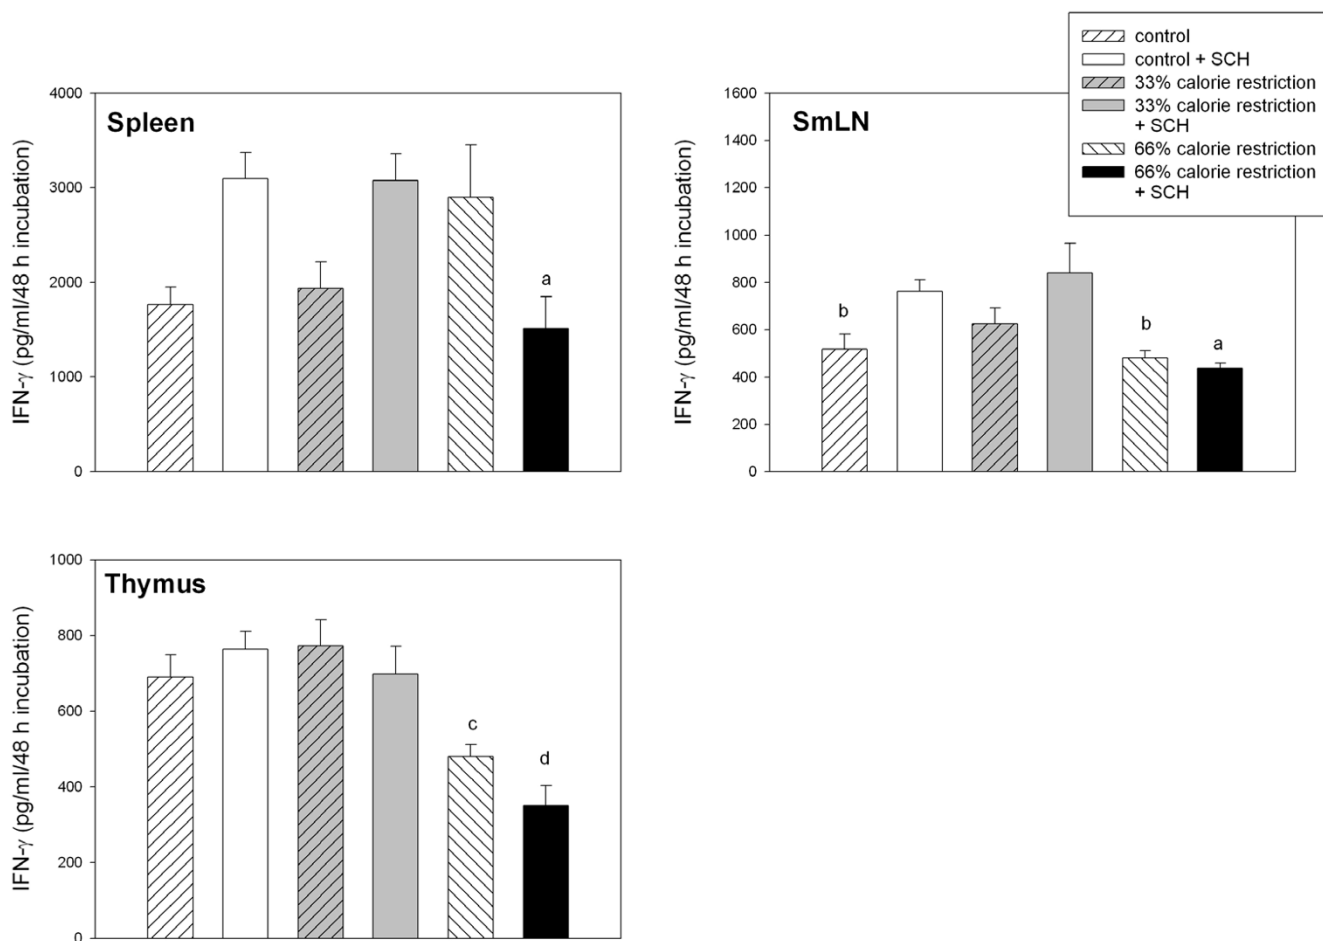 control
control + SCH
33% calorie restriction
33% calorie restriction
+ SCH
66% calorie restriction
66% calorie restriction
+ SCH
Spleen
IFN-γ (pg/ml/48 h incubation)
4000
3000
2000
1000
0
a
SmLN
IFN-γ (pg/ml/48 h incubation)
1600
1400
1200
1000
800
600
400
200
0
b
b
a
Thymus
IFN-γ (pg/ml/48 h incubation)
1000
800
600
400
200
0
c
d